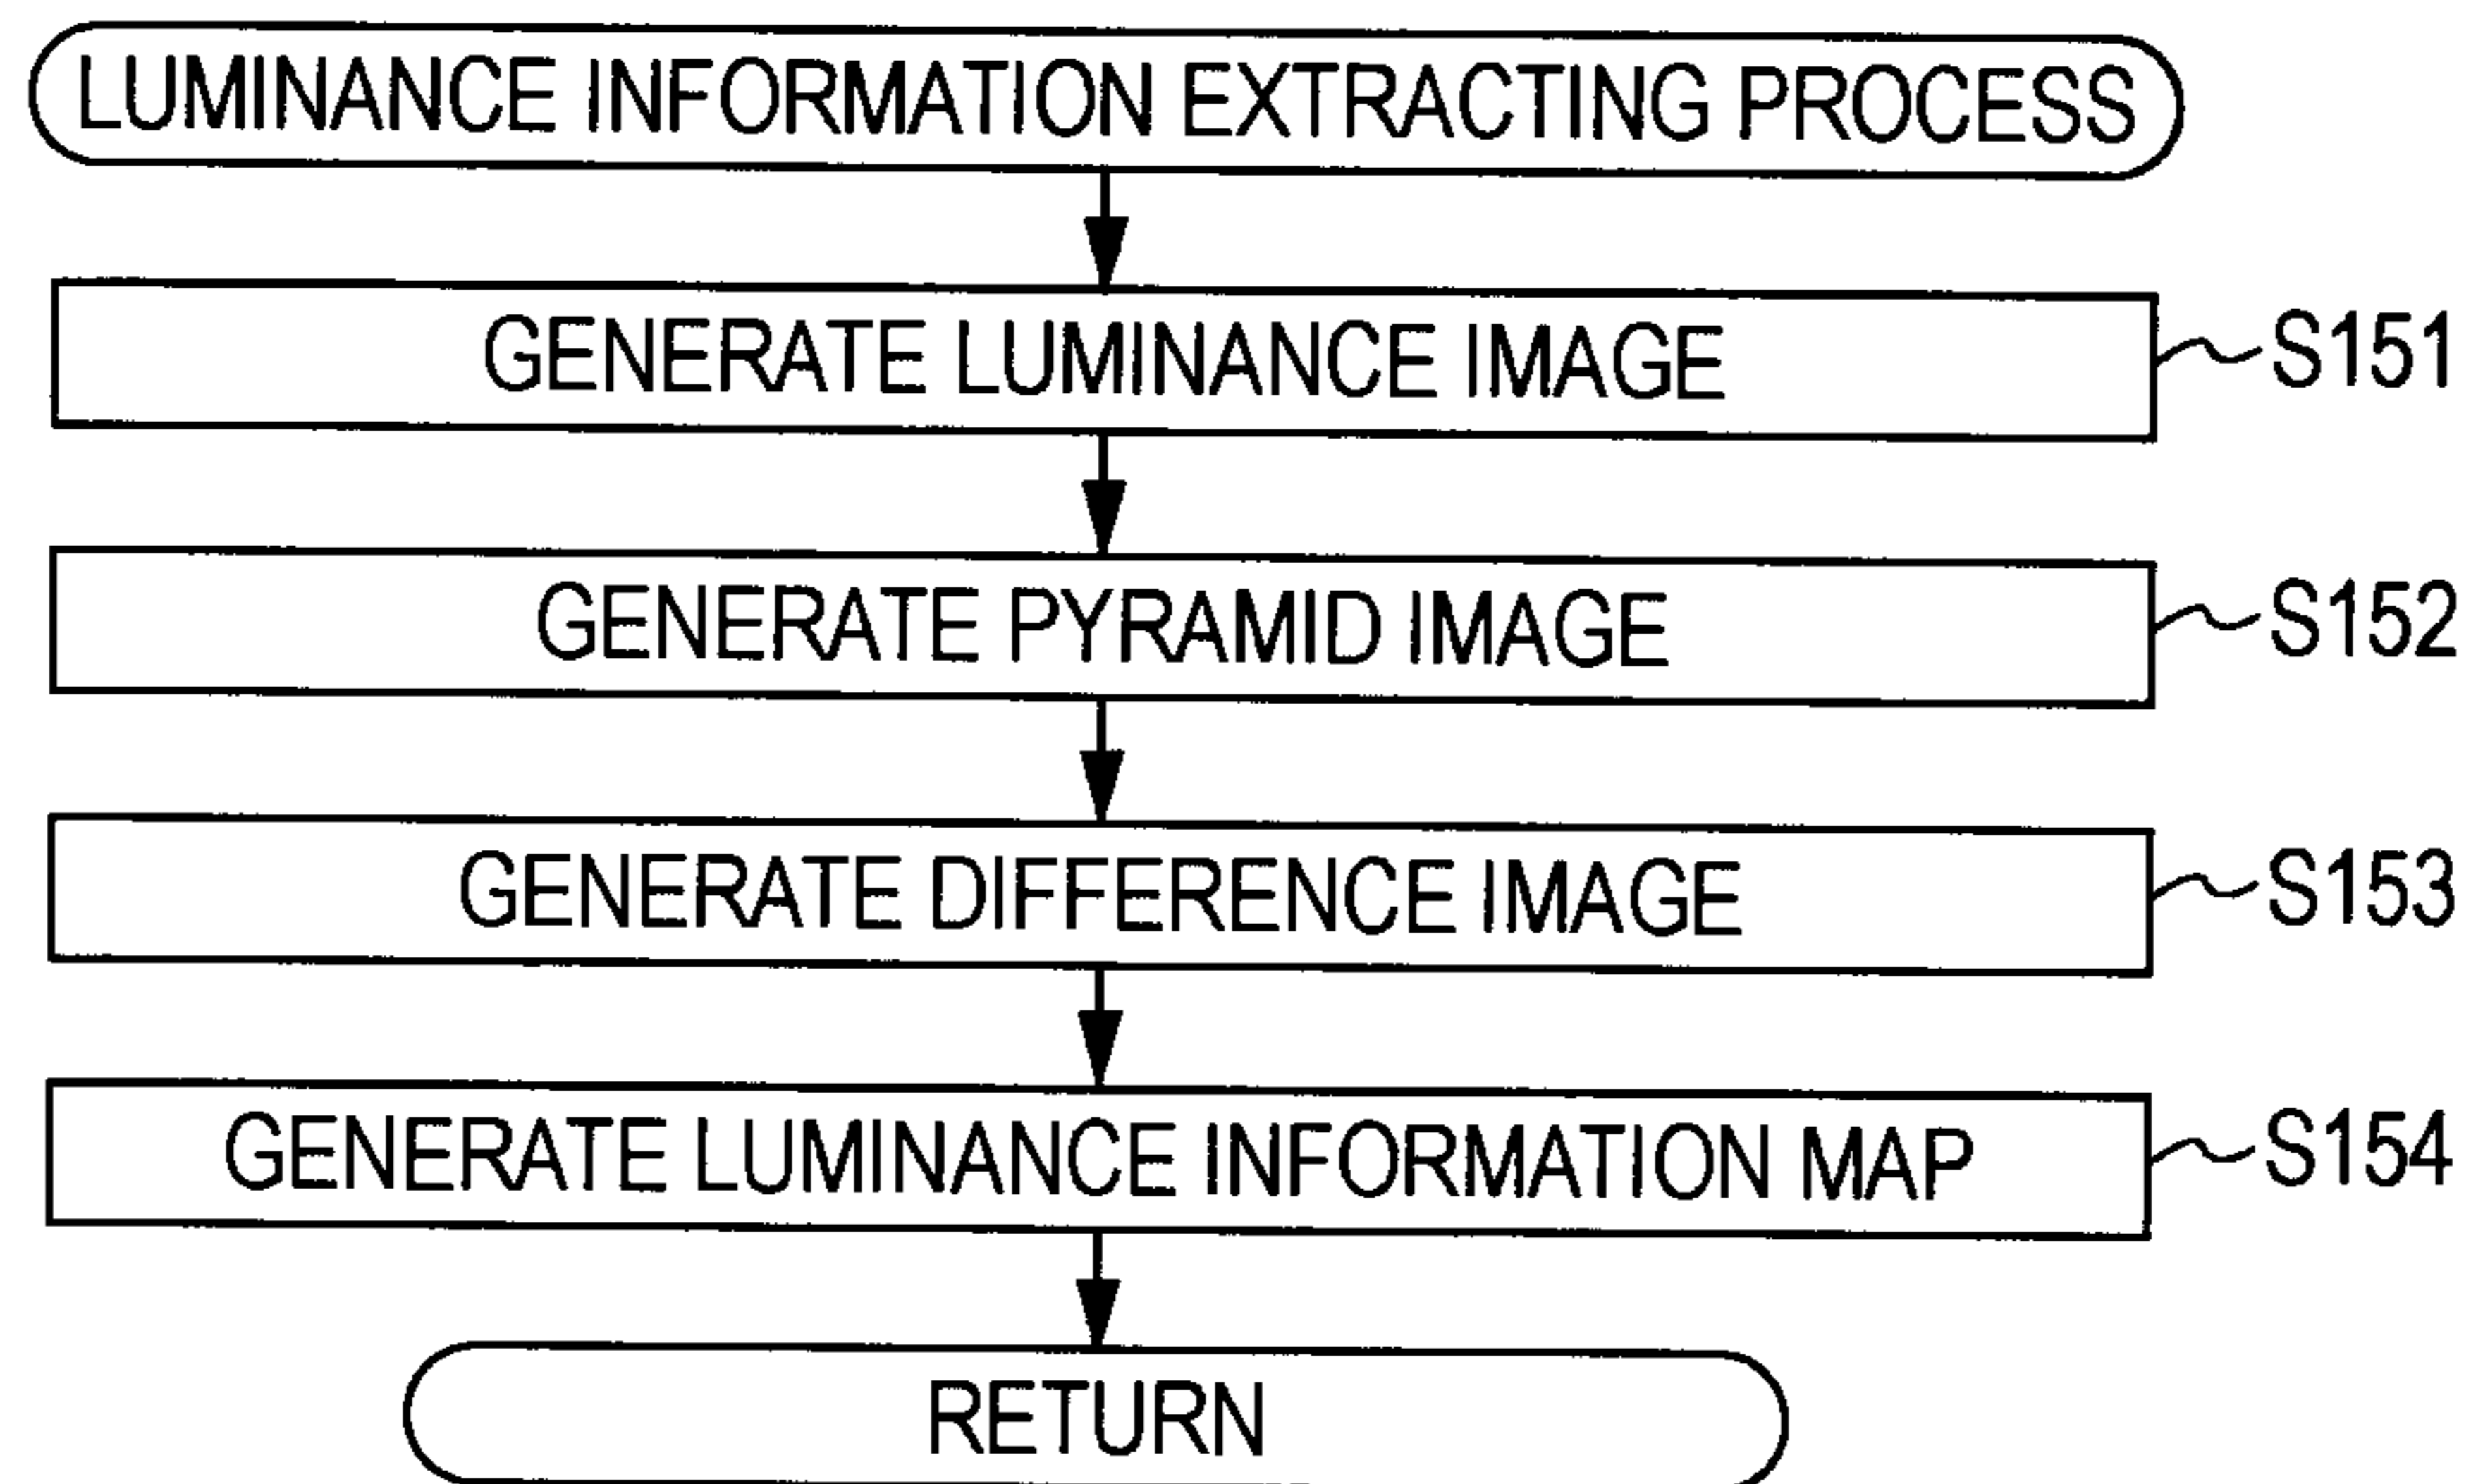 LUMINANCE INFORMATION EXTRACTING PROCESS
GENERATE LUMINANCE IMAGE
S151
GENERATE PYRAMID IMAGE
S152
GENERATE DIFFERENCE IMAGE
S153
GENERATE LUMINANCE INFORMATION MAP
S154
RETURN